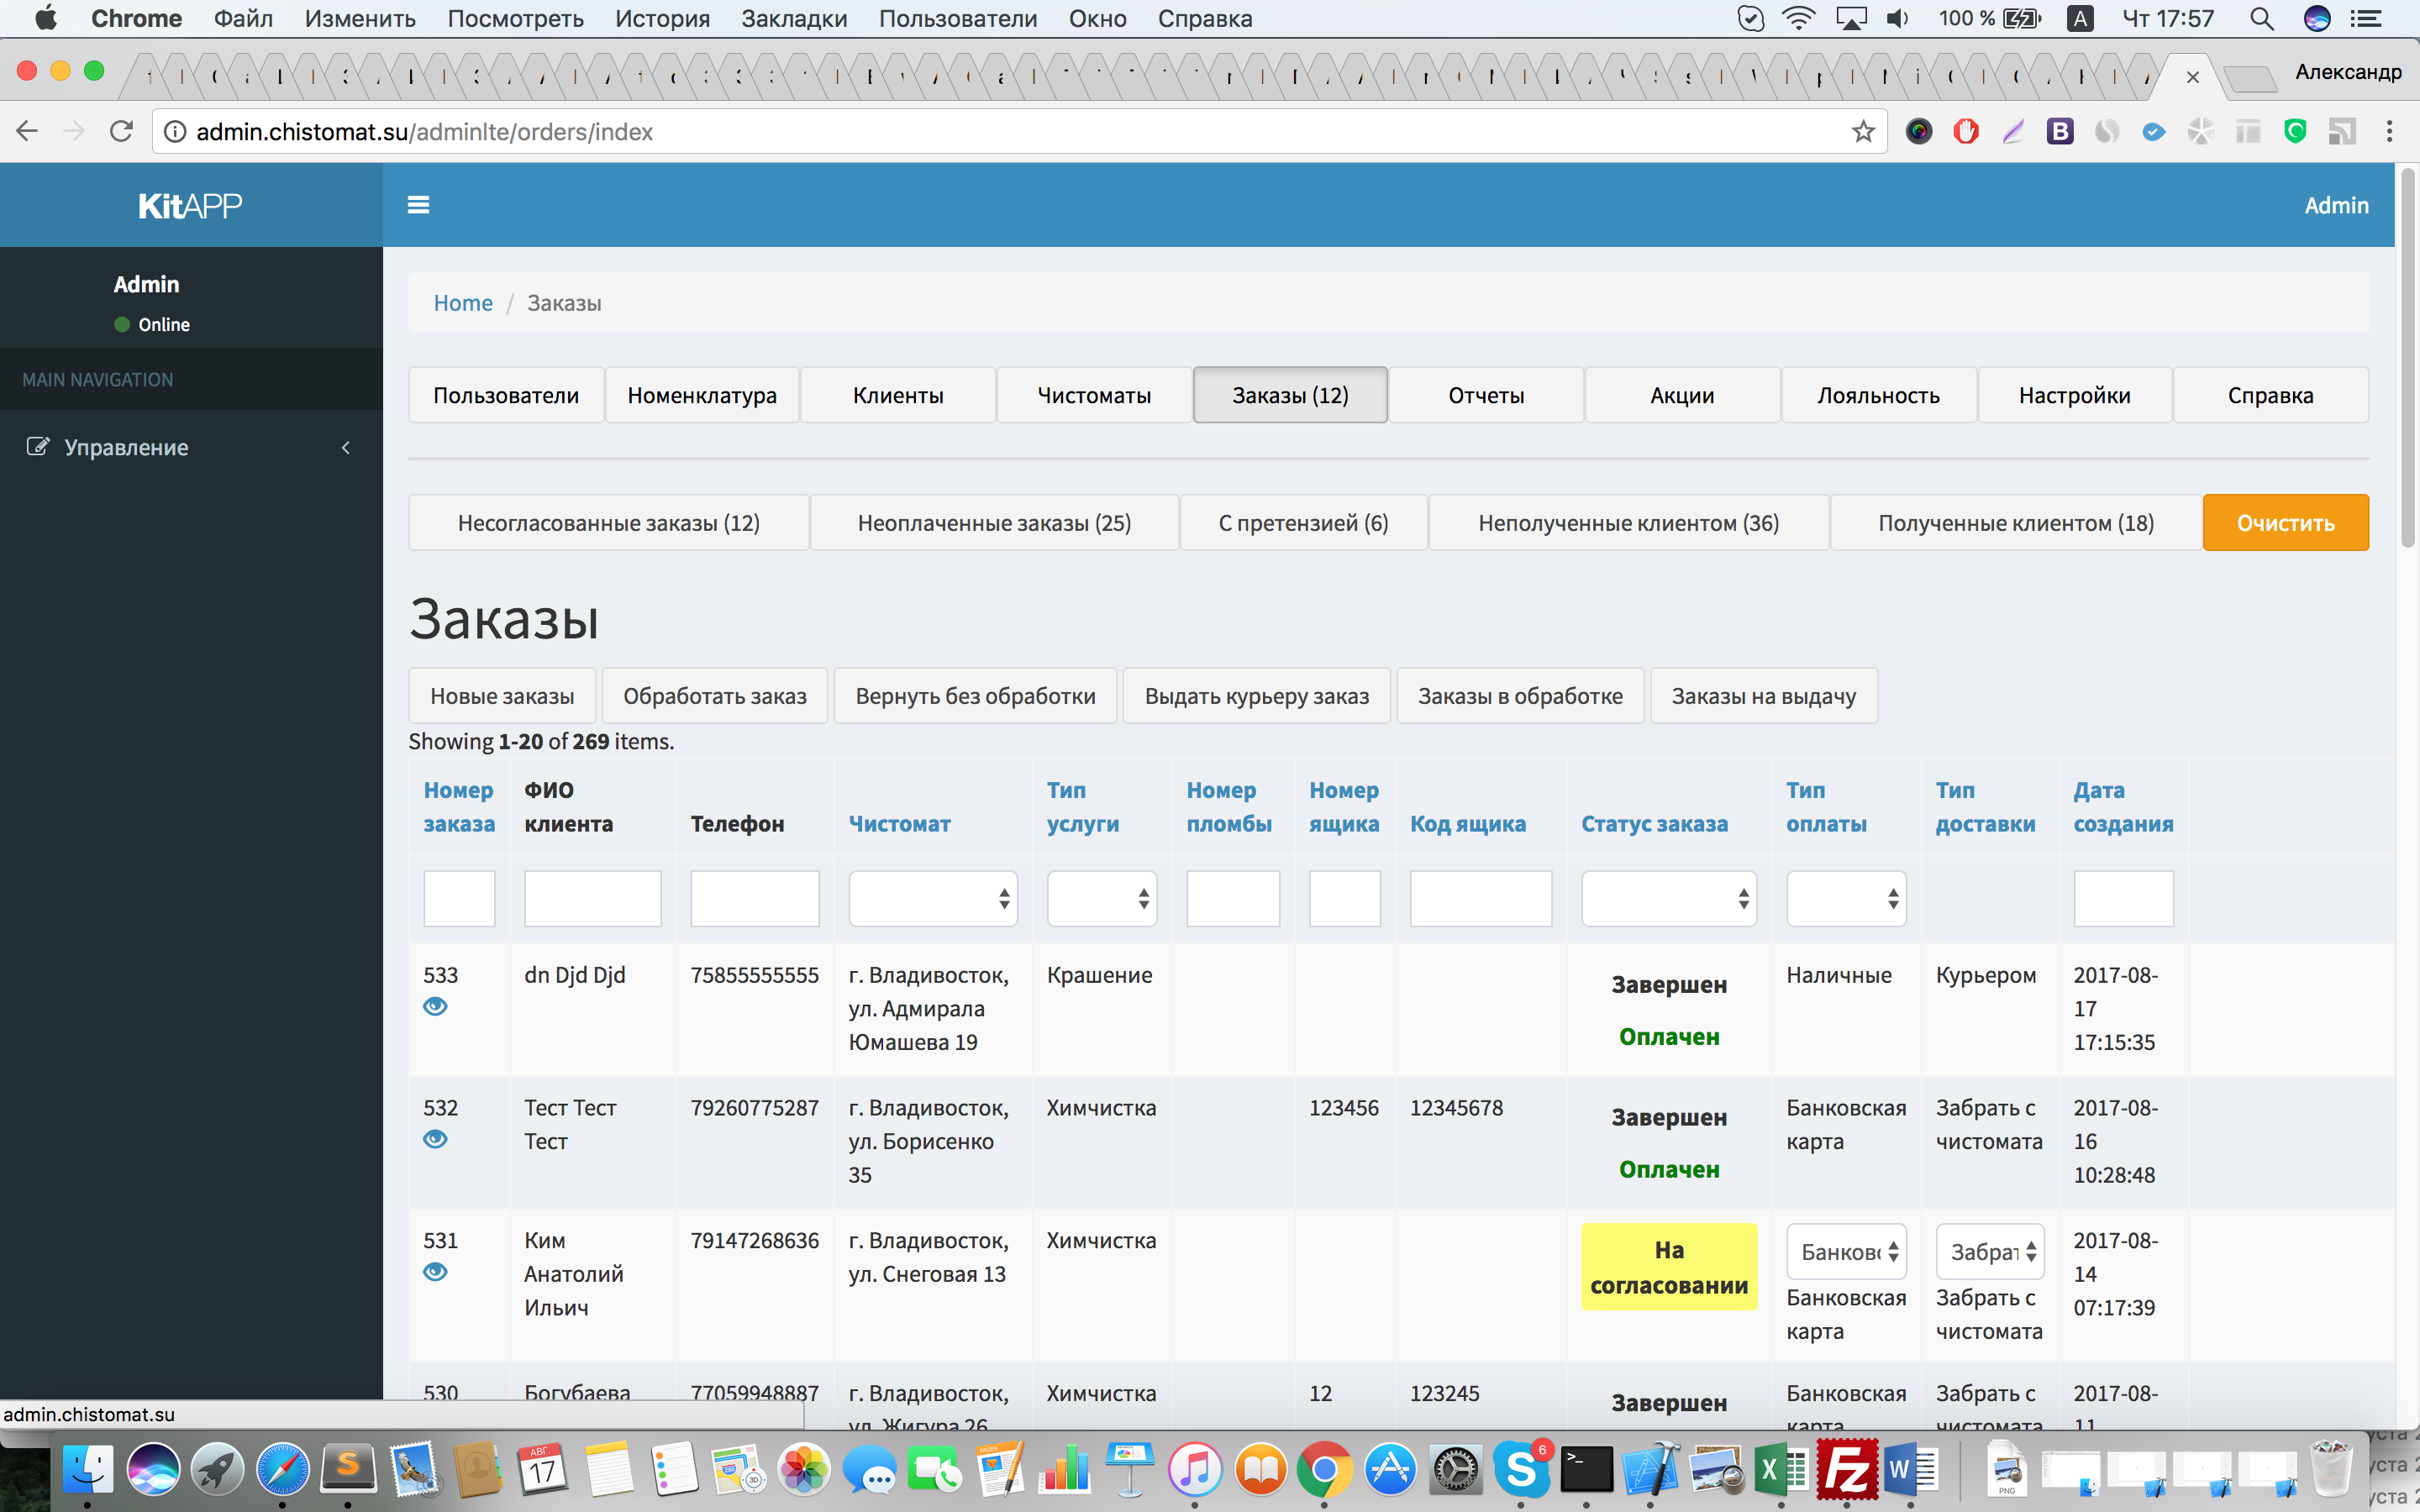 Chrome Файл Изменить Посмотреть История Закладки Пользователи Окно Справка 100 % A Чт 17:57
Александр
admin.chistomat.su/adminlte/orders/index
KitAPP Admin
Admin
Online
MAIN NAVIGATION
Управление
Home / Заказы
Пользователи Номенклатура Клиенты Чистоматы Заказы (12) Отчеты Акции Лояльность Настройки Справка
Несогласованные заказы (12) Неоплаченные заказы (25) С претензией (6) Неполученные клиентом (36) Полученные клиентом (18) Очистить
Заказы
Новые заказы Обработать заказ Вернуть без обработки Выдать курьеру заказ Заказы в обработке Заказы на выдачу
Showing 1-20 of 269 items.
Номер ФИО Тип Номер Номер Тип Тип Дата
заказа клиента Телефон Чистомат услуги пломбы ящика Код ящика Статус заказа оплаты доставки создания
533 dn Djd Djd 75855555555 г. Владивосток, Крашение Завершен Наличные Курьером 2017-08-
ул. Адмирала 17
Юмашева 19 Оплачен 17:15:35
532 Тест Тест 79260775287 г. Владивосток, Химчистка 123456 12345678 Завершен Банковская Забрать с 2017-08-
Тест ул. Борисенко карта чистомата 16
35 Оплачен 10:28:48
531 Ким 79147268636 г. Владивосток, Химчистка На Банковс Забрат 2017-08-
Анатолий ул. Снеговая 13 согласовании 14
Ильич Банковская Забрать с 07:17:39
карта чистомата
530 Богубаева 77059948887 г. Владивосток, Химчистка 12 123245 Завершен Банковская Забрать с 2017-08-
ул. Жигура 26 карта чистомата 11
admin.chistomat.su
АВГ.
17
6
PNG